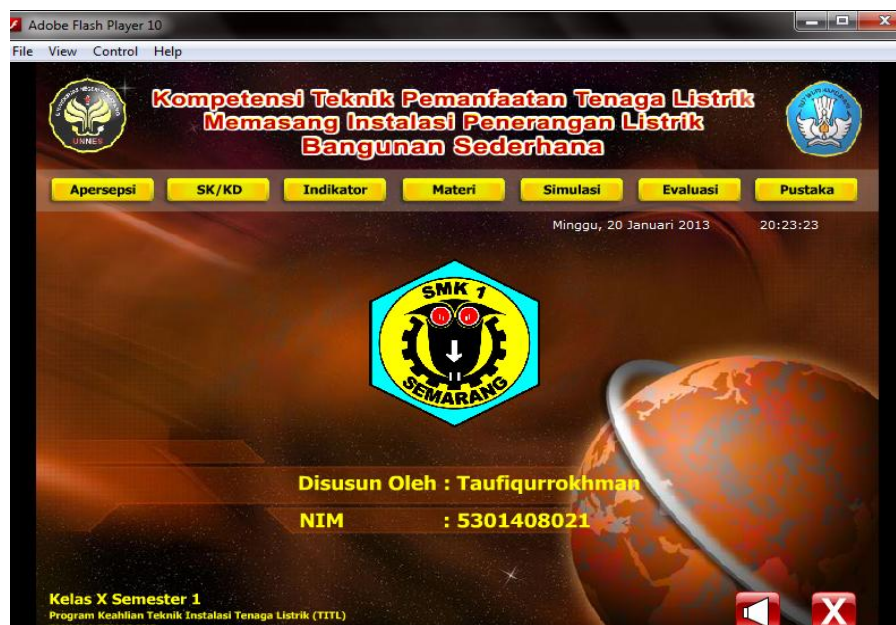 Adobe Flash Player 10
File View Control Help
Kompetensi Teknik Pemanfaatan Tenaga Listrik
Memasang Instalasi Penerangan Listrik
Bangunan Sederhana
UNNES
Apersepsi SK/KD Indikator Materi Simulasi Evaluasi Pustaka
Minggu, 20 Januari 2013 20:23:23
SMK 1
SEMARANG
Disusun Oleh : Taufiqurrokhman
NIM : 5301408021
Kelas X Semester 1
Program Keahlian Teknik Instalasi Tenaga Listrik (TITL)